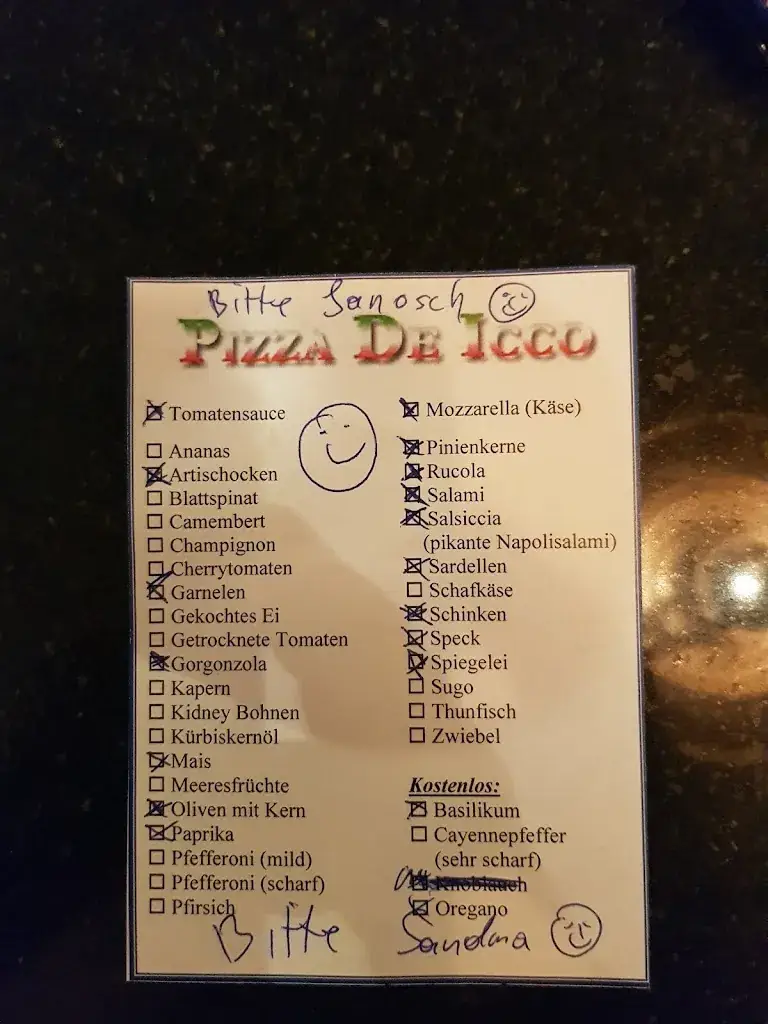 Bitte Janosch
PIZZA DE ICCO
Tomatensauce
Ananas
Artischocken
Blattspinat
Camembert
Champignon
Cherrytomaten
Garnelen
Gekochtes Ei
Getrocknete Tomaten
Gorgonzola
Kapern
Kidney Bohnen
Kürbiskernöl
Mais
Meeresfrüchte
Oliven mit Kern
Paprika
Pfefferoni (mild)
Pfefferoni (scharf)
Pfirsich
Mozzarella (Käse)
Pinienkerne
Rucola
Salami
Salsiccia
(pikante Napolisalami)
Sardellen
Schafkäse
Schinken
Speck
Spiegelei
Sugo
Thunfisch
Zwiebel
Kostenlos:
Basilikum
Cayennepfeffer
(sehr scharf)
Knoblauch
Oregano
Bitte Sandra